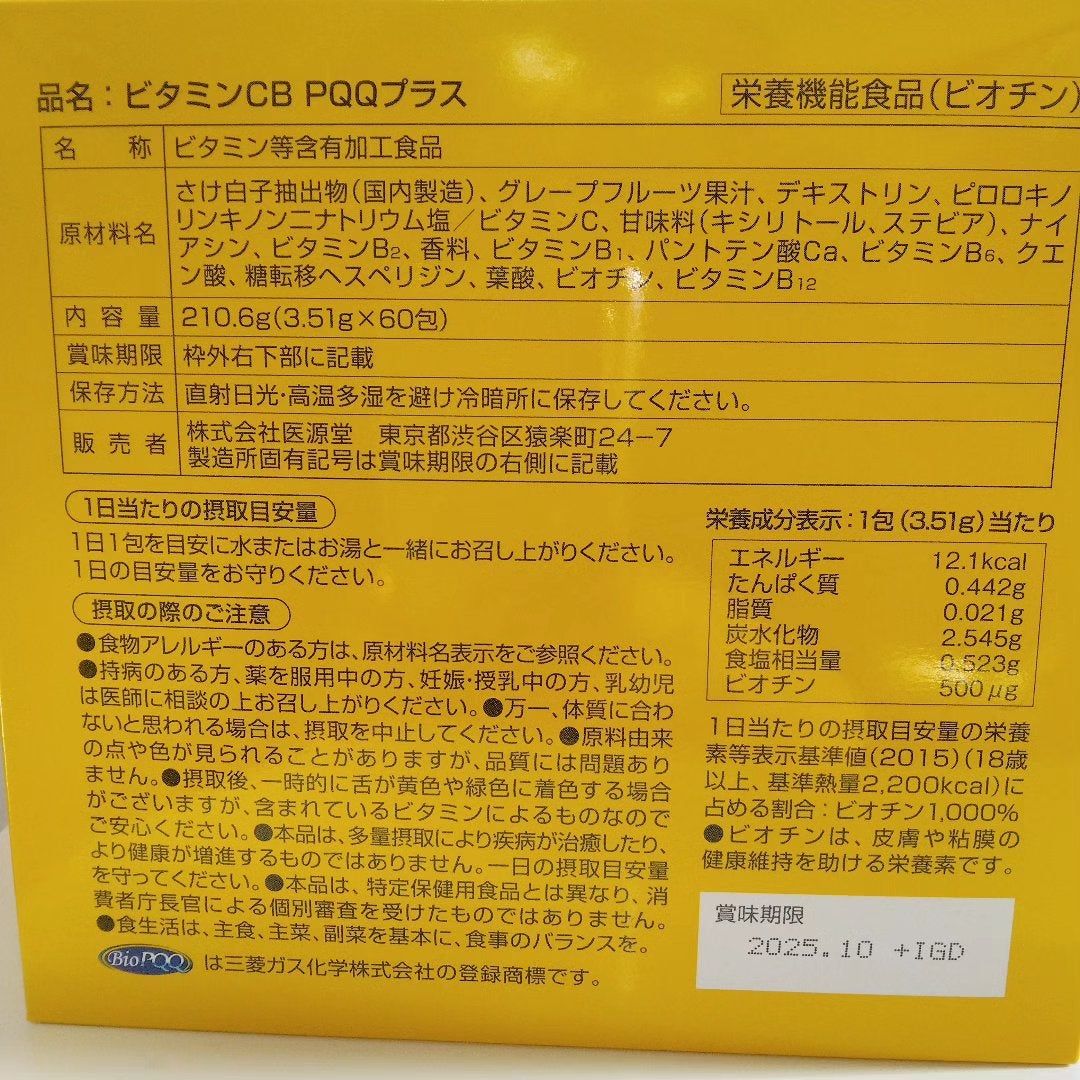 品名：ビタミンCB PQQプラス
栄養機能食品（ビオチン）
名　称 ビタミン等含有加工食品
原材料名
さけ白子抽出物（国内製造）、グレープフルーツ果汁、デキストリン、ピロロキノ
リンキノンニナトリウム塩／ビタミンC、甘味料（キシリトール、ステビア）、ナイ
アシン、ビタミンB2、香料、ビタミンB1、パントテン酸Ca、ビタミンB6、クエ
ン酸、糖転移ヘスペリジン、葉酸、ビオチン、ビタミンB12
内容量 210.6g（3.51g×60包）
賞味期限 枠外右下部に記載
保存方法 直射日光・高温多湿を避け冷暗所に保存してください。
販売者
株式会社医源堂　東京都渋谷区猿楽町24−7
製造所固有記号は賞味期限の右側に記載
1日当たりの摂取目安量
1日1包を目安に水またはお湯と一緒にお召し上がりください。
1日の目安量をお守りください。
摂取の際のご注意
●食物アレルギーのある方は、原材料名表示をご参照ください。
●持病のある方、薬を服用中の方、妊娠・授乳中の方、乳幼児
は医師に相談の上お召し上がりください。●万一、体質に合わ
ないと思われる場合は、摂取を中止してください。●原料由来
の点や色が見られることがありますが、品質には問題あり
ません。●摂取後、一時的に舌が黄色や緑色に着色する場合
がございますが、含まれているビタミンによるものなので
ご安心ください。●本品は、多量摂取により疾病が治癒したり、
より健康が増進するものではありません。一日の摂取目安量
を守ってください。●本品は、特定保健用食品とは異なり、消
費者庁長官による個別審査を受けたものではありません。
●食生活は、主食、主菜、副菜を基本に、食事のバランスを。
BioPQQ は三菱ガス化学株式会社の登録商標です。
栄養成分表示：1包（3.51g）当たり
エネルギー 12.1kcal
たんぱく質 0.442g
脂質 0.021g
炭水化物 2.545g
食塩相当量 0.523g
ビオチン 500μg
1日当たりの摂取目安量の栄養
素等表示基準値（2015）（18歳
以上、基準熱量2,200kcal）に
占める割合：ビオチン1,000%
●ビオチンは、皮膚や粘膜の
健康維持を助ける栄養素です。
賞味期限
2025.10 +IGD